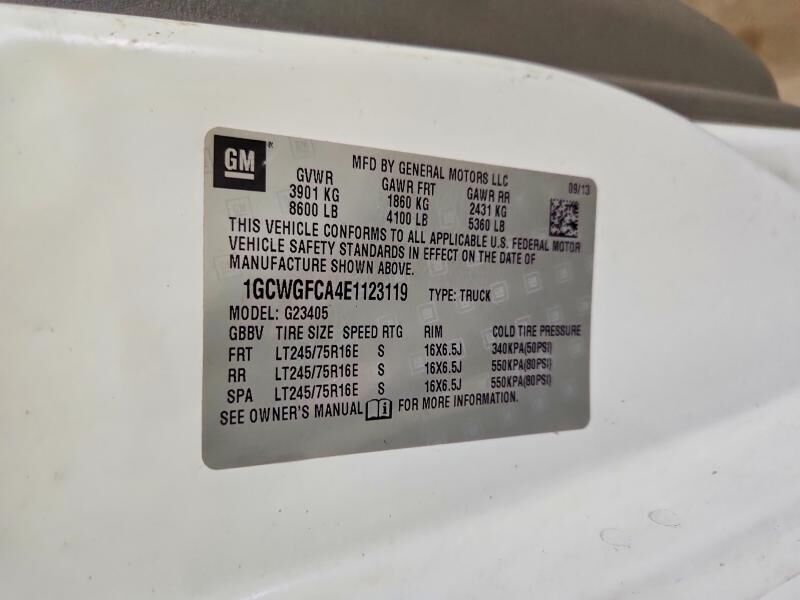 GM
MFD BY GENERAL MOTORS LLC
09/13
GVWR GAWR FRT GAWR RR
3901 KG 1860 KG 2431 KG
8600 LB 4100 LB 5360 LB
THIS VEHICLE CONFORMS TO ALL APPLICABLE U.S. FEDERAL MOTOR
VEHICLE SAFETY STANDARDS IN EFFECT ON THE DATE OF
MANUFACTURE SHOWN ABOVE.
1GCWGFCA4E1123119 TYPE: TRUCK
MODEL: G23405
GBBV TIRE SIZE SPEED RTG RIM COLD TIRE PRESSURE
FRT LT245/75R16E S 16X6.5J 340KPA(50PSI)
RR LT245/75R16E S 16X6.5J 550KPA(80PSI)
SPA LT245/75R16E S 16X6.5J 550KPA(80PSI)
SEE OWNER'S MANUAL i FOR MORE INFORMATION.